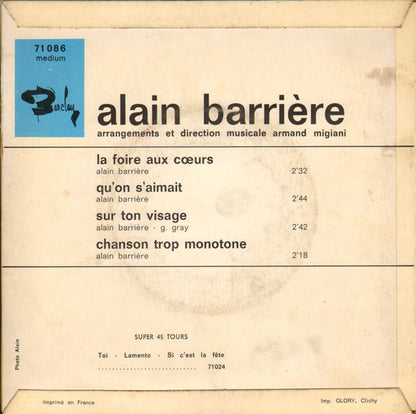 71086
medium
Barclay
alain barrière
arrangements et direction musicale armand migiani
la foire aux cœurs
alain barrière 2'32
qu'on s'aimait
alain barrière 2'44
sur ton visage
alain barrière - g. gray 2'42
chanson trop monotone
alain barrière 2'18
SUPER 45 TOURS
Toi - Lamento - Si c'est la fête
............................ 71024
Photo Alain
Imprimé en France Imp. GLORY, Clichy